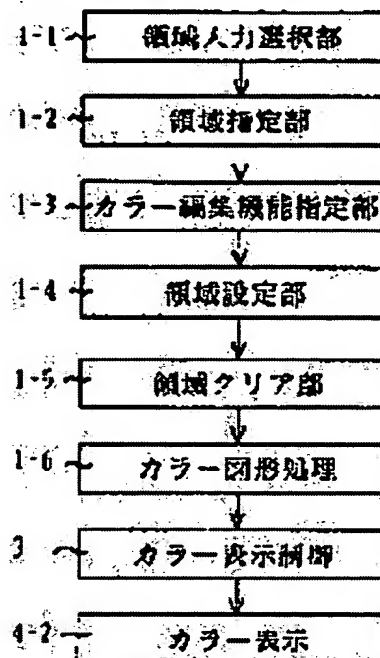 1-1 領域入力選択部
1-2 領域指定部
1-3 カラー編集機能指定部
1-4 領域設定部
1-5 領域クリア部
1-6 カラー図形処理
3 カラー表示制御
4-2 カラー表示